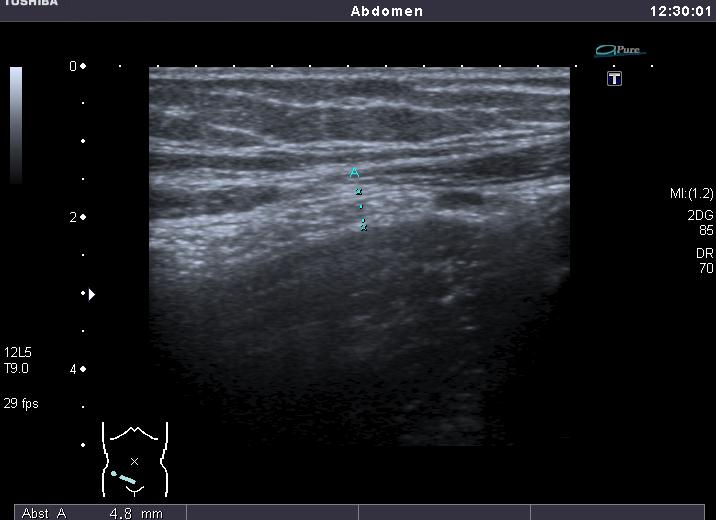 TOSHIBA
Abdomen
12:30:01
aPure
T
0
A
2
4
MI:(1.2)
2DG
85
DR
70
12L5
T9.0
29 fps
Abst A 4.8 mm